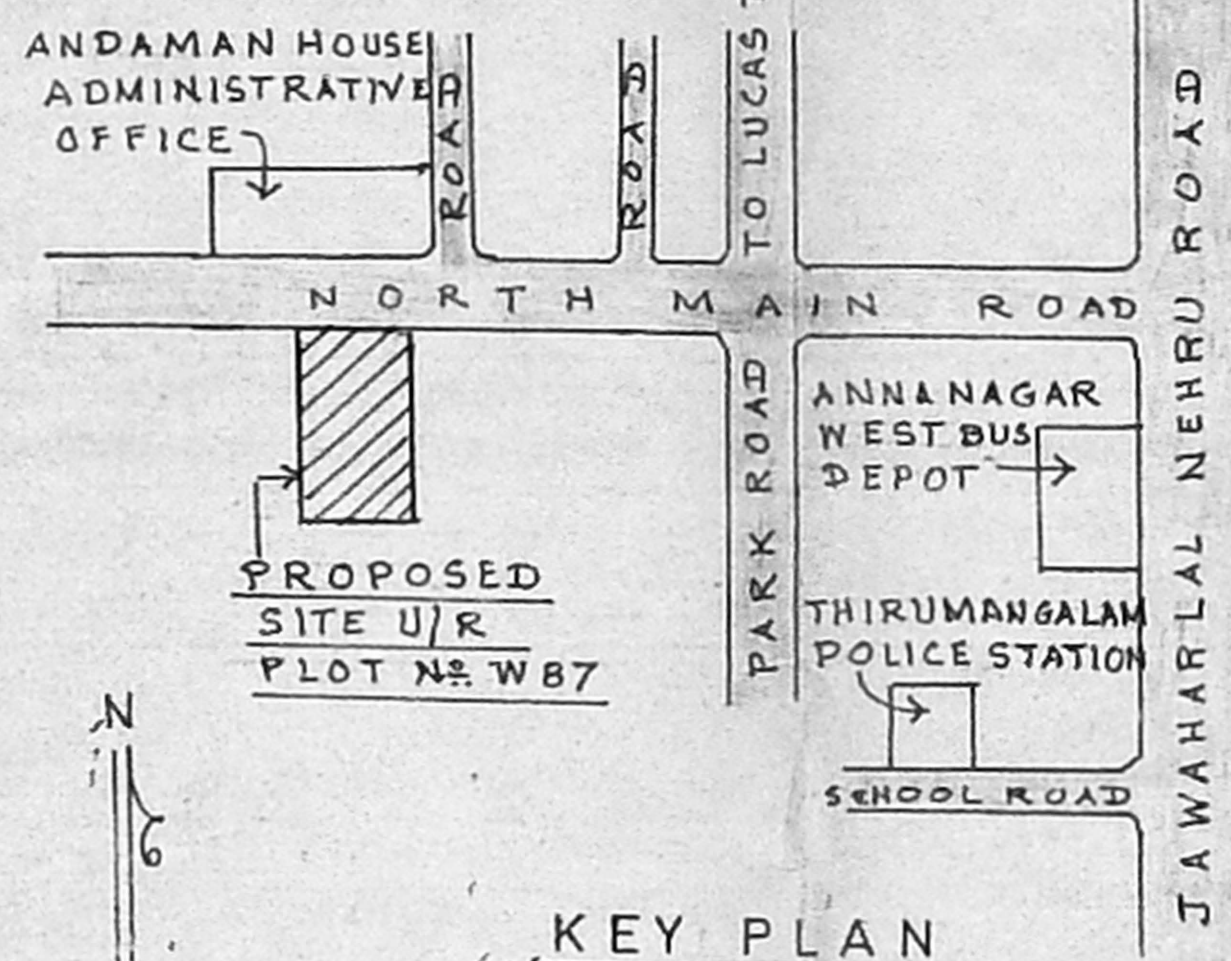 ANDAMAN HOUSE
ADMINISTRATIVE
OFFICE
ROAD
ROAD
TO LUCAS
NORTH MAIN ROAD
JAWAHARLAL NEHRU ROAD
PARK ROAD
ANNANAGAR
WEST BUS
DEPOT
PROPOSED
SITE U/R
PLOT No. W 87
THIRUMANGALAM
POLICE STATION
SCHOOL ROAD
N
KEY PLAN